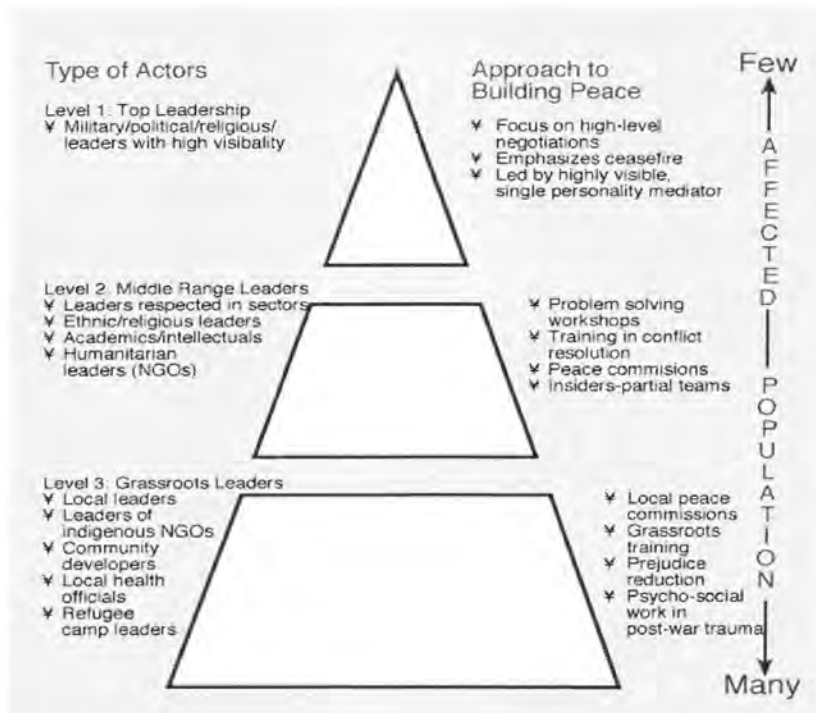 Type of Actors
Level 1: Top Leadership
¥ Military/political/religious/
leaders with high visibality
Approach to
Building Peace
¥ Focus on high-level
negotiations
¥ Emphasizes ceasefire
¥ Led by highly visible,
single personality mediator
Level 2: Middle Range Leaders
¥ Leaders respected in sectors
¥ Ethnic/religious leaders
¥ Academics/intellectuals
¥ Humanitarian
leaders (NGOs)
¥ Problem solving
workshops
¥ Training in conflict
resolution
¥ Peace commisions
¥ Insiders-partial teams
Level 3: Grassroots Leaders
¥ Local leaders
¥ Leaders of
indigenous NGOs
¥ Community
developers
¥ Local health
officials
¥ Refugee
camp leaders
¥ Local peace
commissions
¥ Grassroots
training
¥ Prejudice
reduction
¥ Psycho-social
work in
post-war trauma
Few
AFFECTED POPULATION
Many